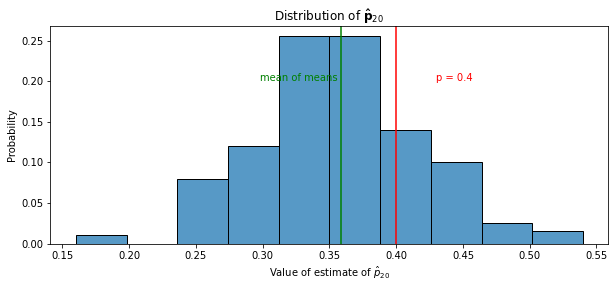 Distribution of p̂₂₀
0.25
0.20
0.15
0.10
0.05
0.00
Probability
mean of means
p = 0.4
0.15 0.20 0.25 0.30 0.35 0.40 0.45 0.50 0.55
Value of estimate of p̂₂₀